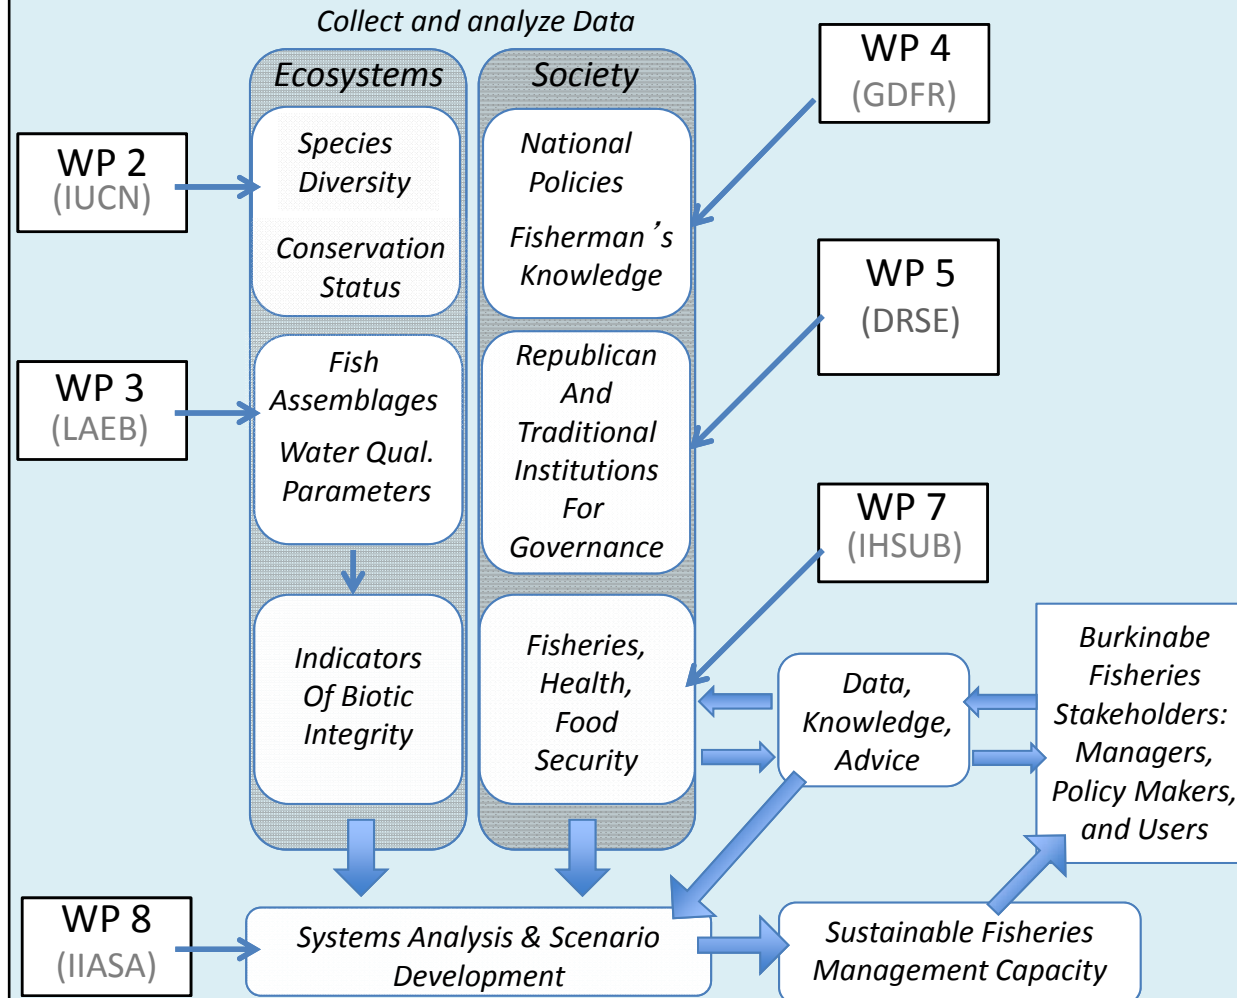 Collect and analyze Data
Ecosystems
Society
WP 4
(GDFR)
WP 2
(IUCN)
Species
Diversity
Conservation
Status
National
Policies
Fisherman's
Knowledge
WP 5
(DRSE)
WP 3
(LAEB)
Fish
Assemblages
Water Qual.
Parameters
Republican
And
Traditional
Institutions
For
Governance
WP 7
(IHSUB)
Indicators
Of Biotic
Integrity
Fisheries,
Health,
Food
Security
Data,
Knowledge,
Advice
Burkinabe
Fisheries
Stakeholders:
Managers,
Policy Makers,
and Users
WP 8
(IIASA)
Systems Analysis & Scenario
Development
Sustainable Fisheries
Management Capacity